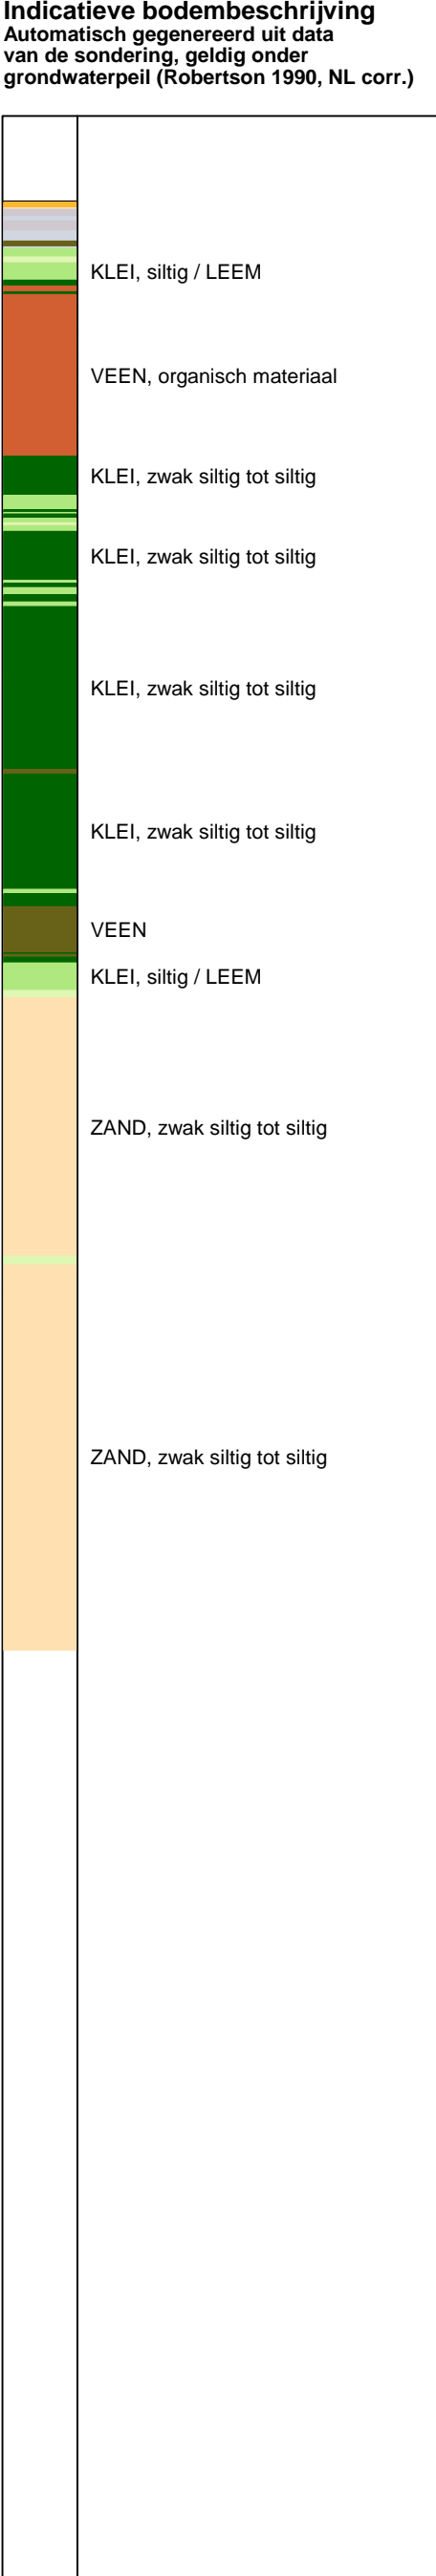 Indicatieve bodembeschrijving
Automatisch gegenereerd uit data
van de sondering, geldig onder
grondwaterpeil (Robertson 1990, NL corr.)
KLEI, siltig / LEEM
VEEN, organisch materiaal
KLEI, zwak siltig tot siltig
KLEI, zwak siltig tot siltig
KLEI, zwak siltig tot siltig
KLEI, zwak siltig tot siltig
VEEN
KLEI, siltig / LEEM
ZAND, zwak siltig tot siltig
ZAND, zwak siltig tot siltig